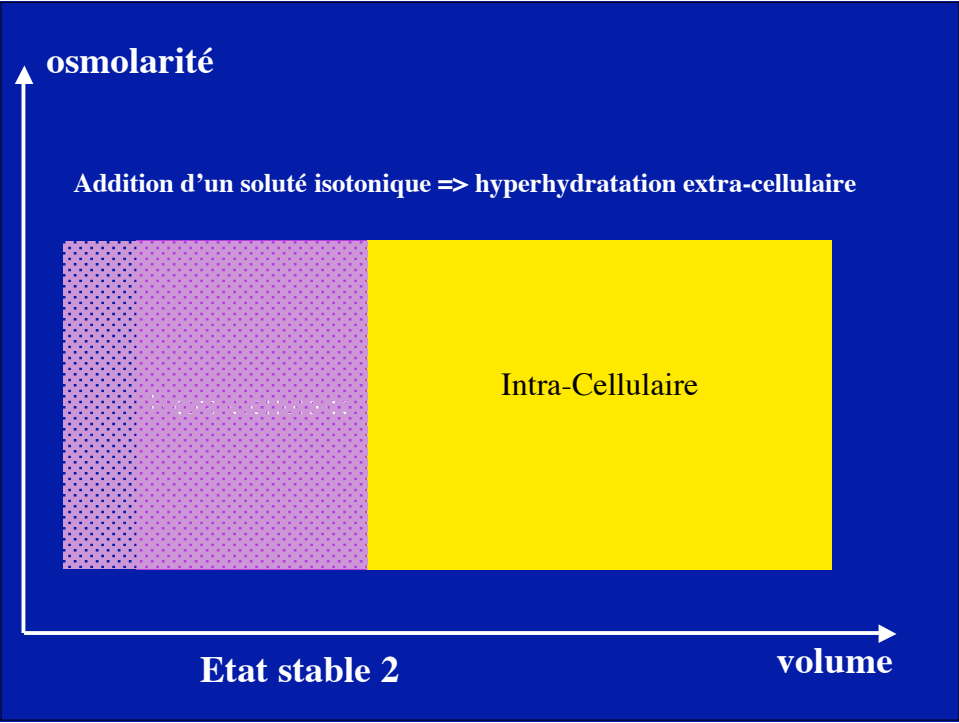 osmolarité
Addition d’un soluté isotonique => hyperhydratation extra-cellulaire
Intra-Cellulaire
Etat stable 2
volume